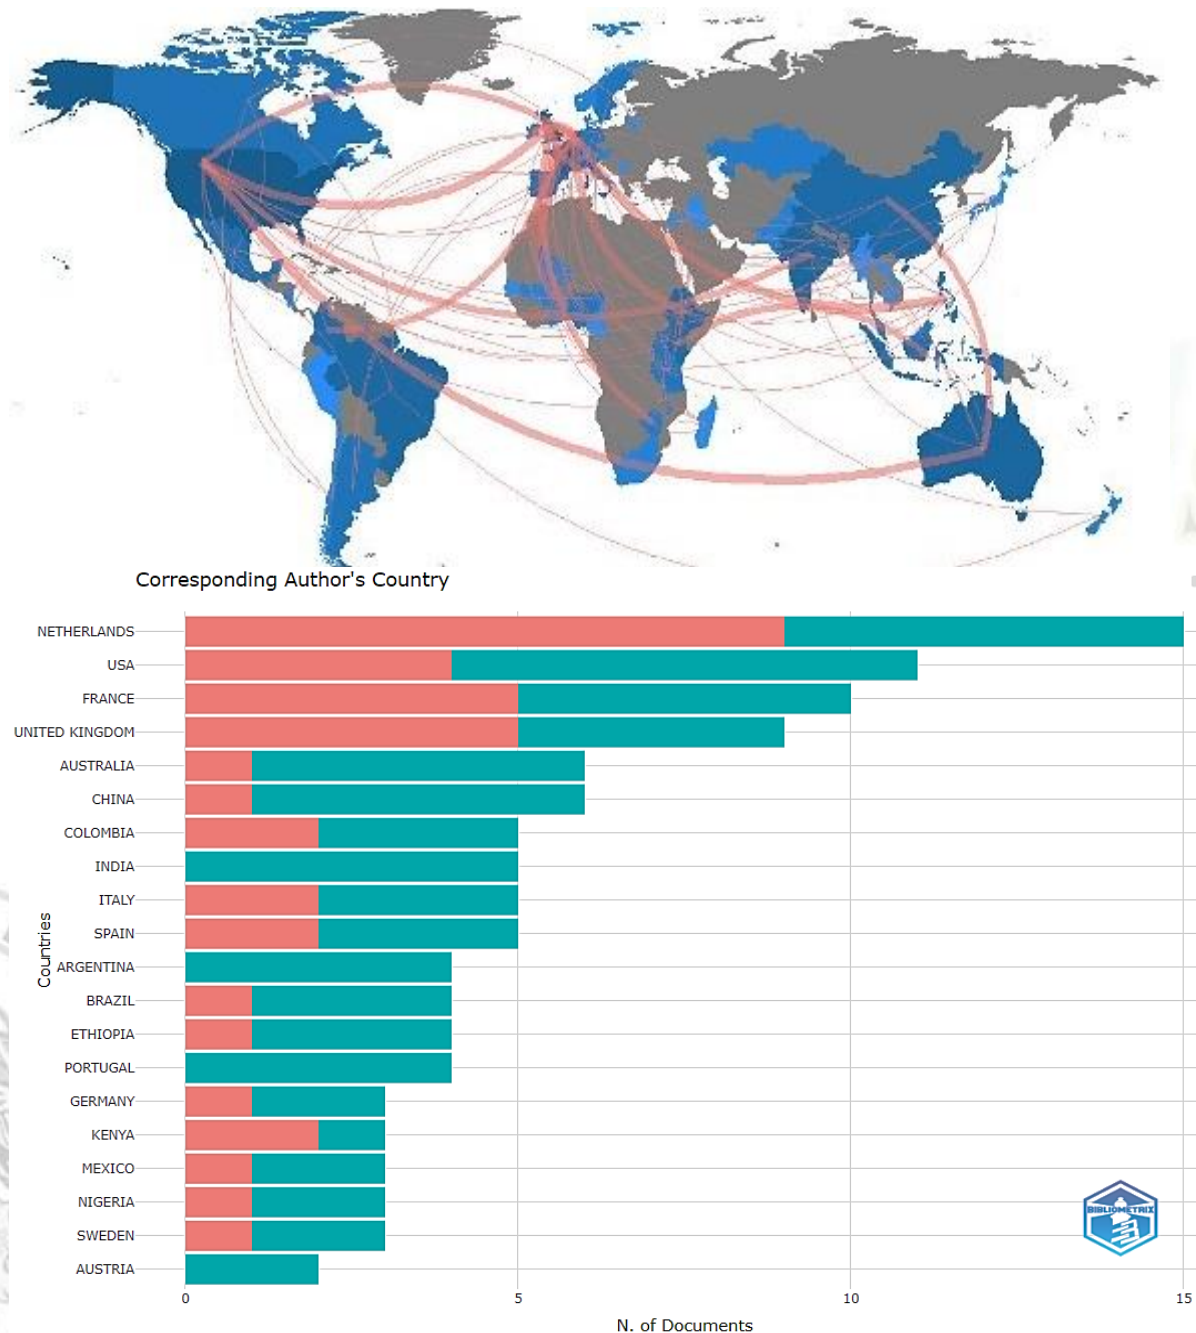 Corresponding Author's Country
NETHERLANDS
USA
FRANCE
UNITED KINGDOM
AUSTRALIA
CHINA
COLOMBIA
INDIA
ITALY
SPAIN
Countries
ARGENTINA
BRAZIL
ETHIOPIA
PORTUGAL
GERMANY
KENYA
MEXICO
NIGERIA
SWEDEN
AUSTRIA
BIBLIOMETRIX
0 5 10 15
N. of Documents